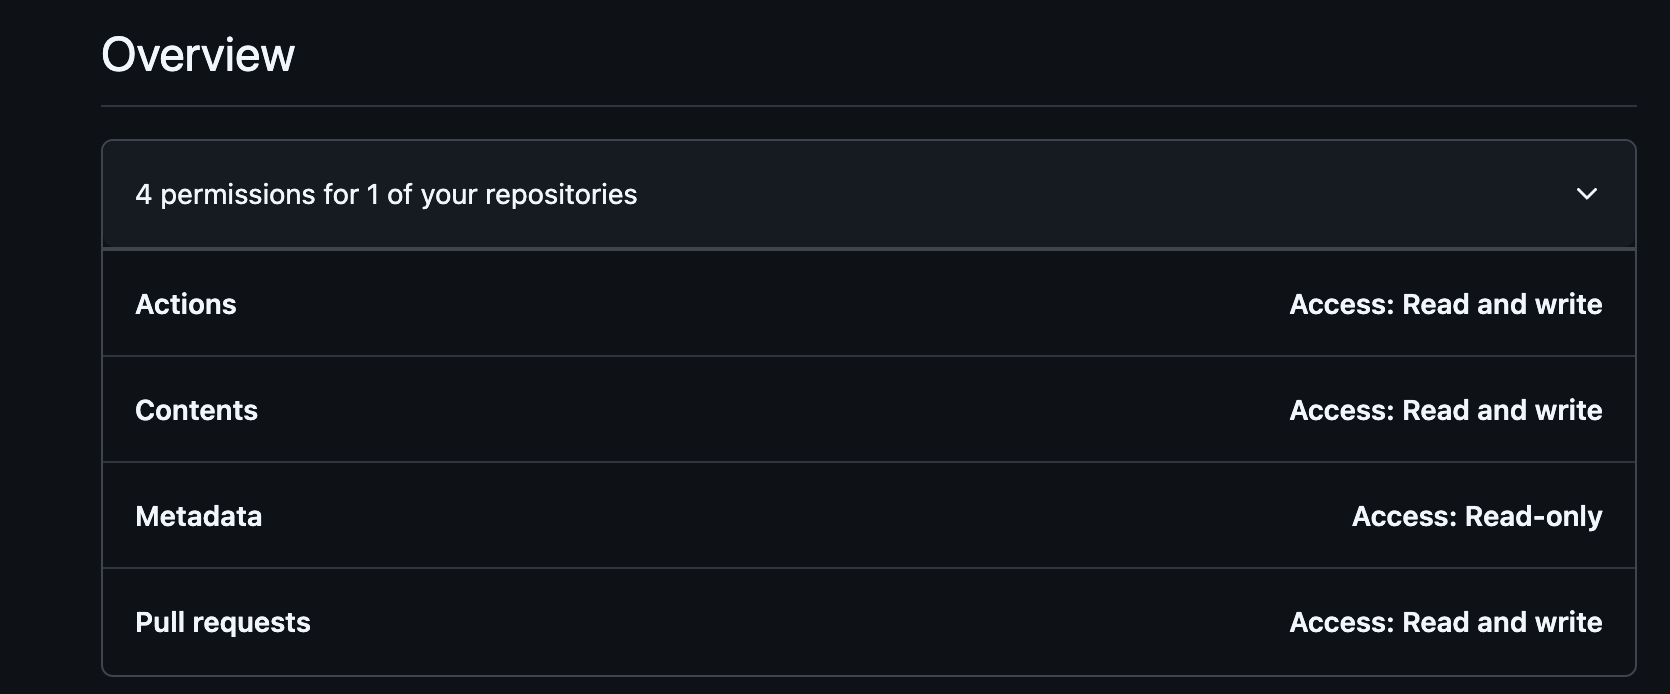 Overview
4 permissions for 1 of your repositories
Actions Access: Read and write
Contents Access: Read and write
Metadata Access: Read-only
Pull requests Access: Read and write